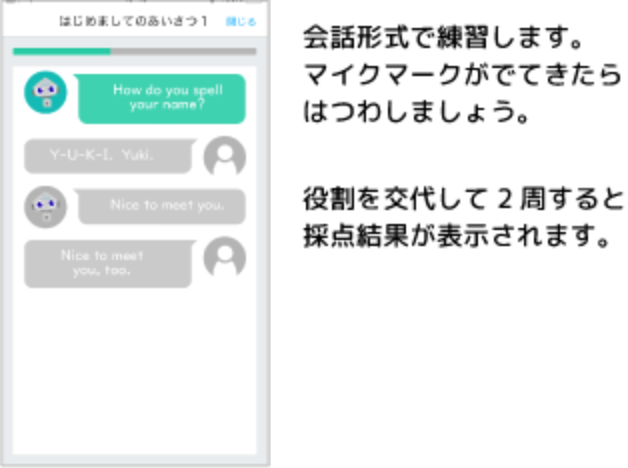 はじめましてのあいさつ 1 閉じる
How do you spell
your name?
Y-U-K-I. Yuki.
Nice to meet you.
Nice to meet
you, too.
会話形式で練習します。
マイクマークがでてきたら
はつわしましょう。
役割を交代して 2 周すると
採点結果が表示されます。